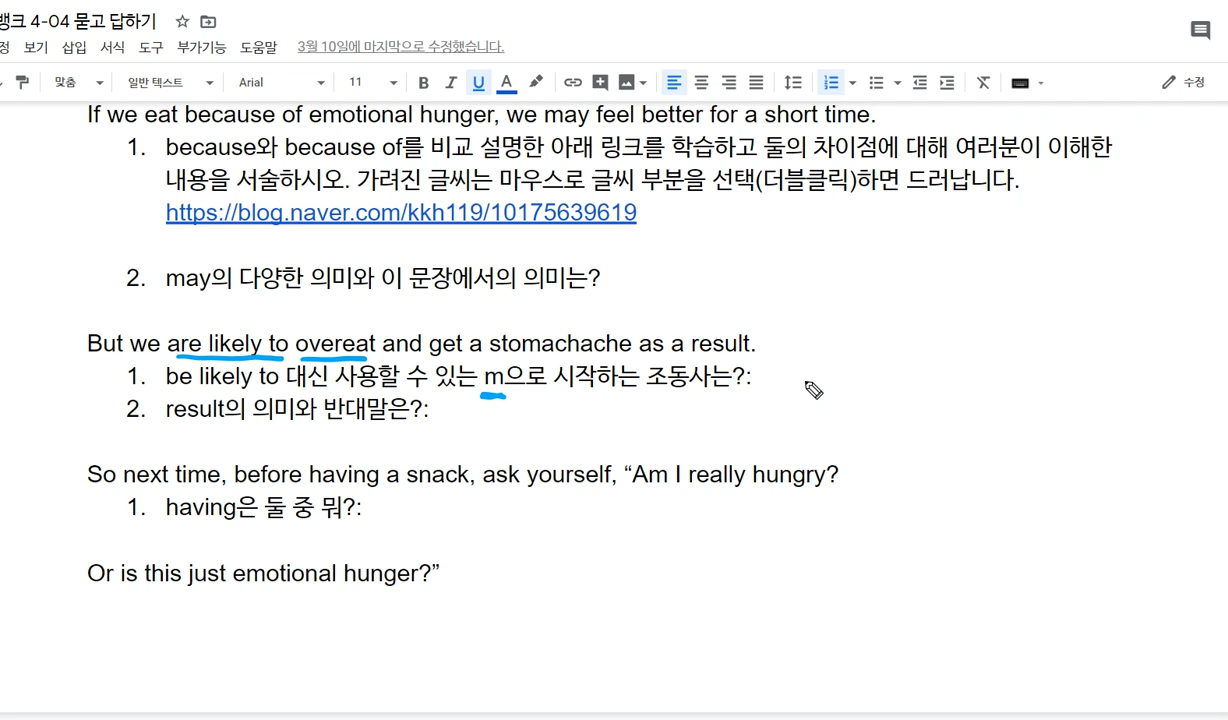 뱅크 4-04 묻고 답하기
정 보기 삽입 서식 도구 부가기능 도움말 3월 10일에 마지막으로 수정했습니다.
맞춤 일반 텍스트 Arial 11 B I U A 수정
If we eat because of emotional hunger, we may feel better for a short time.
1. because와 because of를 비교 설명한 아래 링크를 학습하고 둘의 차이점에 대해 여러분이 이해한
내용을 서술하시오. 가려진 글씨는 마우스로 글씨 부분을 선택(더블클릭)하면 드러납니다.
https://blog.naver.com/kkh119/10175639619
2. may의 다양한 의미와 이 문장에서의 의미는?
But we are likely to overeat and get a stomachache as a result.
1. be likely to 대신 사용할 수 있는 m으로 시작하는 조동사는?:
2. result의 의미와 반대말은?:
So next time, before having a snack, ask yourself, “Am I really hungry?
1. having은 둘 중 뭐?:
Or is this just emotional hunger?”